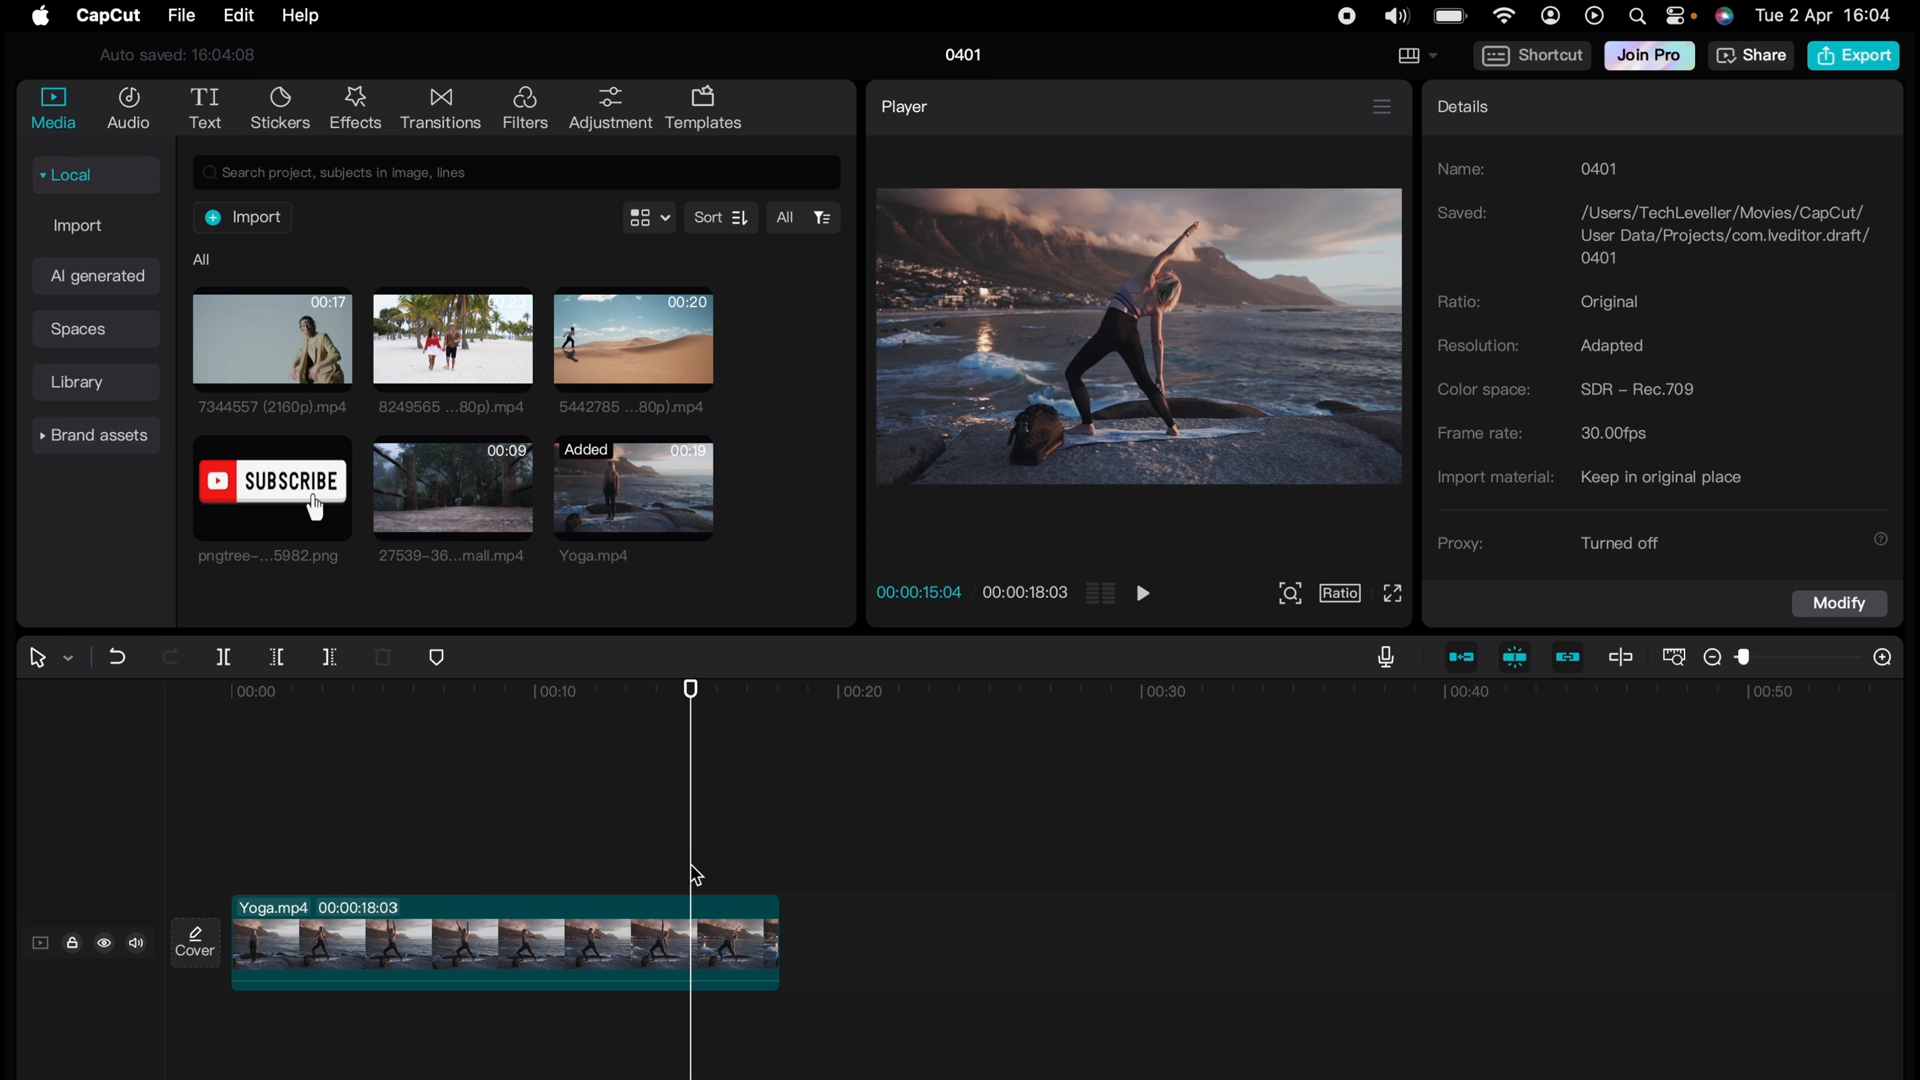 CapCut File Edit Help Tue 2 Apr 16:04
Auto saved: 16:04:08 0401 Shortcut Join Pro Share Export
Media Audio Text Stickers Effects Transitions Filters Adjustment Templates
Local
Import
AI generated
Spaces
Library
Brand assets
Search project, subjects in image, lines
Import Sort All
All
00:17 00:23 00:20
7344557 (2160p).mp4 8249565 ...80p).mp4 5442785 ...80p).mp4
SUBSCRIBE 00:09 Added 00:19
pngtree-...5982.png 27539-36...mall.mp4 Yoga.mp4
Player
00:00:15:04 00:00:18:03 Ratio
Details
Name: 0401
Saved: /Users/TechLeveller/Movies/CapCut/
User Data/Projects/com.lveditor.draft/
0401
Ratio: Original
Resolution: Adapted
Color space: SDR – Rec.709
Frame rate: 30.00fps
Import material: Keep in original place
Proxy: Turned off
Modify
00:00 00:10 00:20 00:30 00:40 00:50
Yoga.mp4 00:00:18:03
Cover